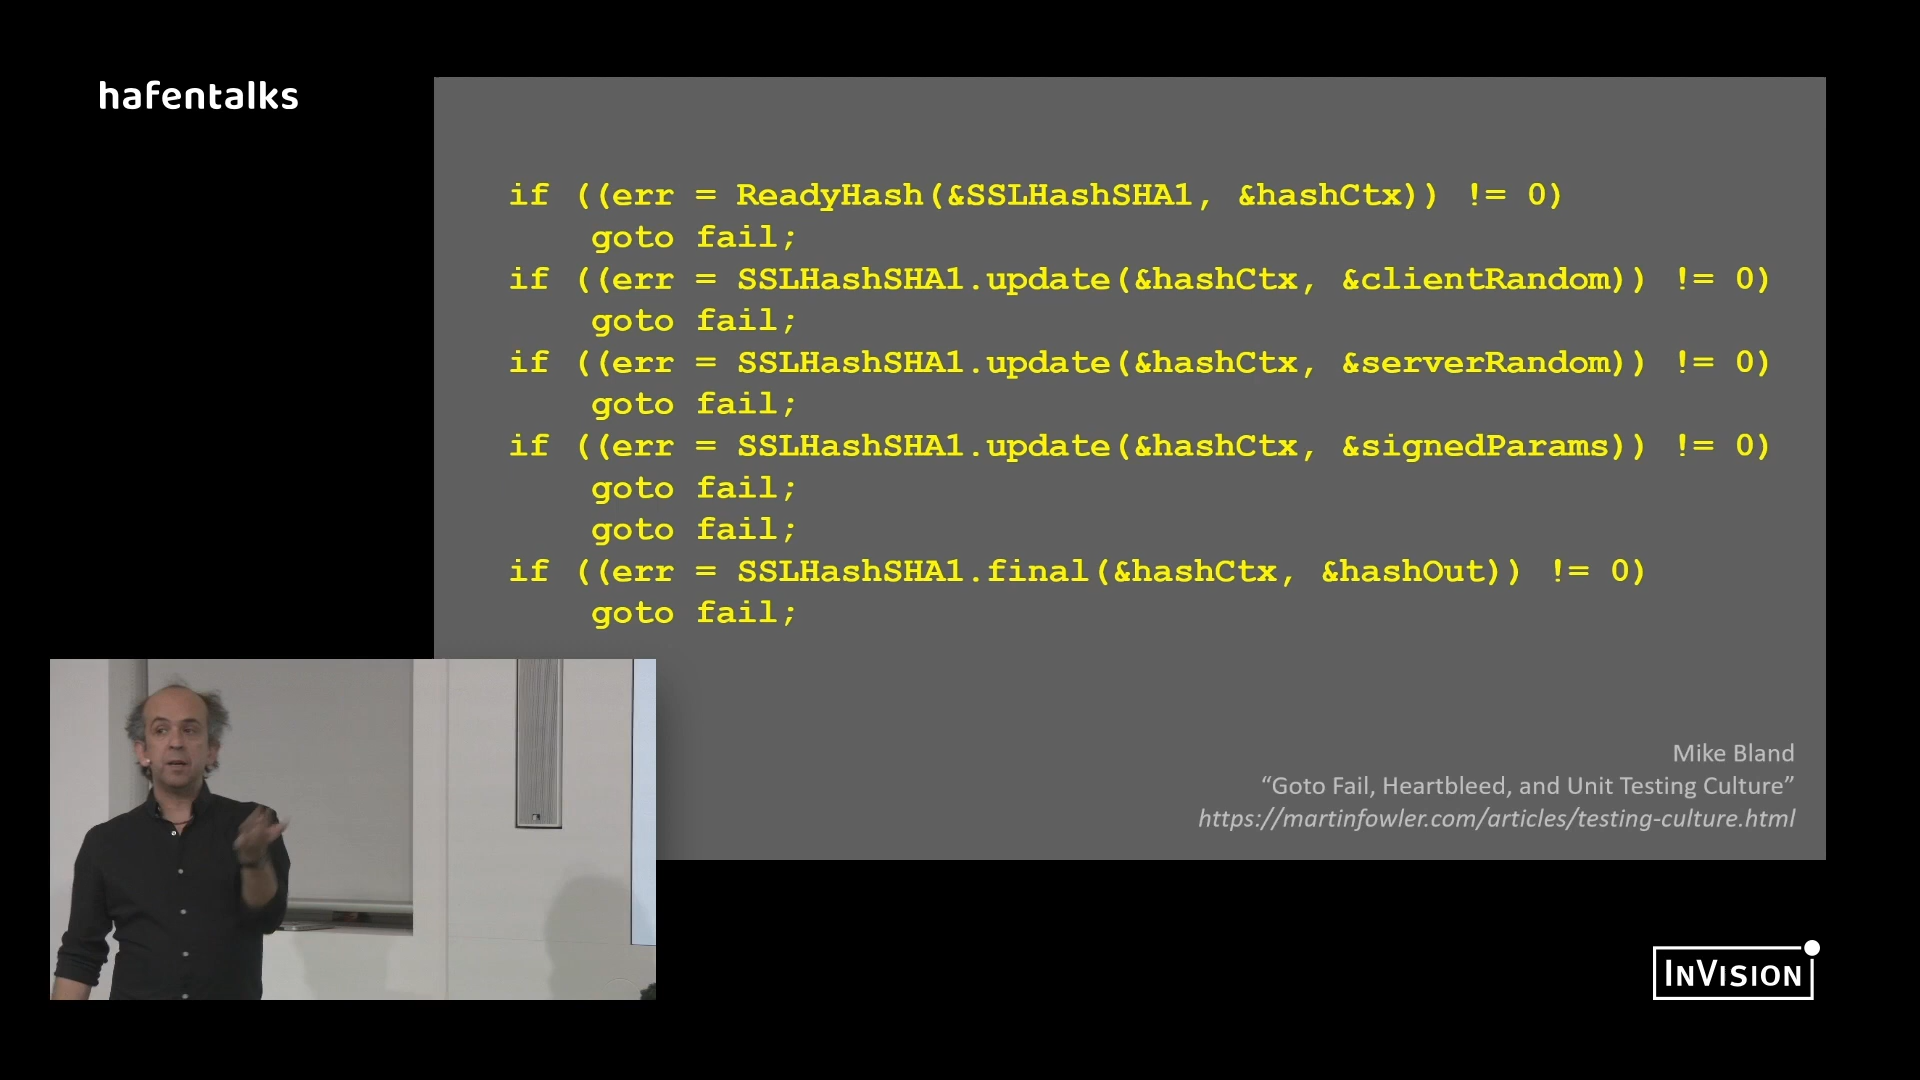 hafentalks
if ((err = ReadyHash(&SSLHashSHA1, &hashCtx)) != 0)
goto fail;
if ((err = SSLHashSHA1.update(&hashCtx, &clientRandom)) != 0)
goto fail;
if ((err = SSLHashSHA1.update(&hashCtx, &serverRandom)) != 0)
goto fail;
if ((err = SSLHashSHA1.update(&hashCtx, &signedParams)) != 0)
goto fail;
goto fail;
if ((err = SSLHashSHA1.final(&hashCtx, &hashOut)) != 0)
goto fail;
Mike Bland
“Goto Fail, Heartbleed, and Unit Testing Culture”
https://martinfowler.com/articles/testing-culture.html
INVISION